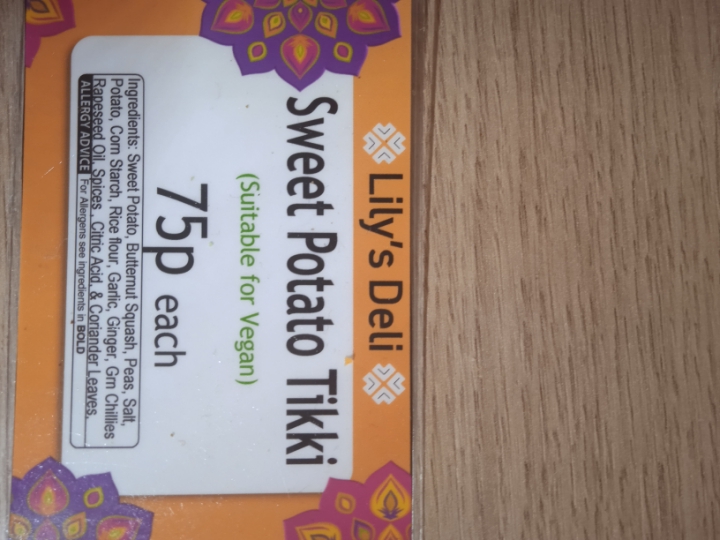 Lily's Deli
Sweet Potato Tikki
(Suitable for Vegan)
75p each
Ingredients: Sweet Potato, Butternut Squash, Peas, Salt,
Potato, Corn Starch, Rice flour, Garlic, Ginger, Grn Chillies
Rapeseed Oil, Spices , Citric Acid, & Coriander Leaves.
ALLERGY ADVICE For Allergens see ingredients in BOLD